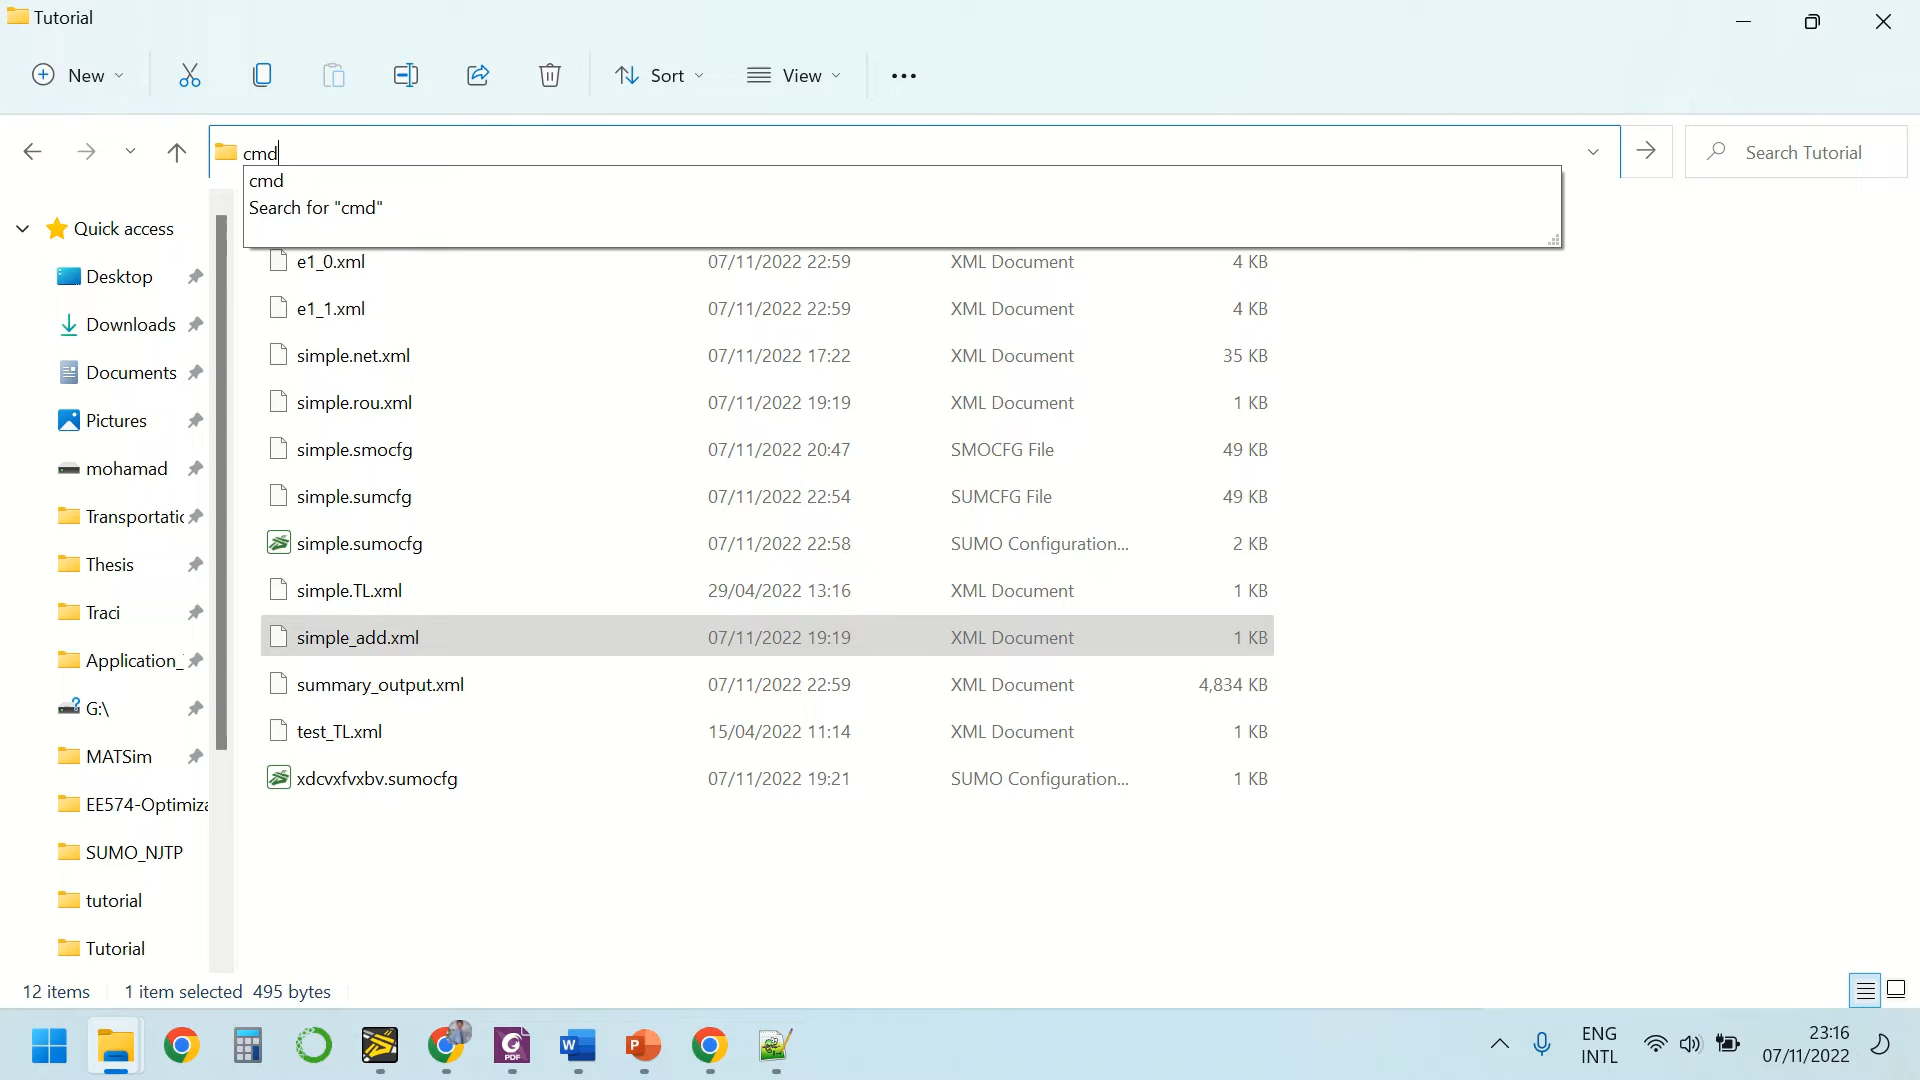 Tutorial
New
Sort
View
cmd
Search Tutorial
cmd
Search for "cmd"
Quick access
Desktop
Downloads
Documents
Pictures
mohamad
Transportatic
Thesis
Traci
Application_
G:\
MATSim
EE574-Optimiza
SUMO_NJTP
tutorial
Tutorial
e1_0.xml 07/11/2022 22:59 XML Document 4 KB
e1_1.xml 07/11/2022 22:59 XML Document 4 KB
simple.net.xml 07/11/2022 17:22 XML Document 35 KB
simple.rou.xml 07/11/2022 19:19 XML Document 1 KB
simple.smocfg 07/11/2022 20:47 SMOCFG File 49 KB
simple.sumcfg 07/11/2022 22:54 SUMCFG File 49 KB
simple.sumocfg 07/11/2022 22:58 SUMO Configuration... 2 KB
simple.TL.xml 29/04/2022 13:16 XML Document 1 KB
simple_add.xml 07/11/2022 19:19 XML Document 1 KB
summary_output.xml 07/11/2022 22:59 XML Document 4,834 KB
test_TL.xml 15/04/2022 11:14 XML Document 1 KB
xdcvxfvxbv.sumocfg 07/11/2022 19:21 SUMO Configuration... 1 KB
12 items 1 item selected 495 bytes
PDF
W
P
ENG
INTL
23:16
07/11/2022